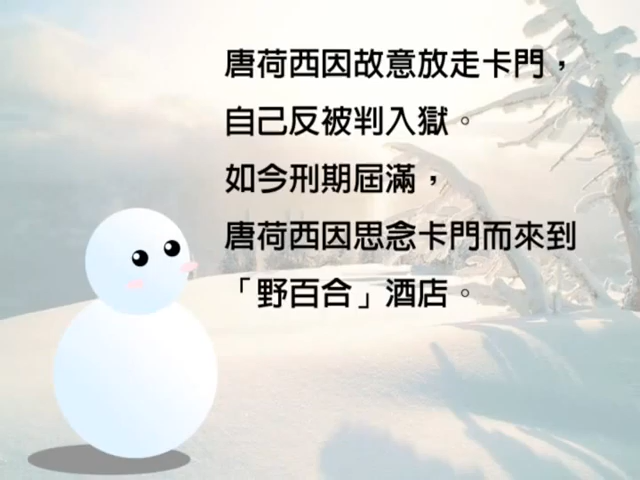 唐荷西因故意放走卡門，
自己反被判入獄。
如今刑期屆滿，
唐荷西因思念卡門而來到
「野百合」酒店。